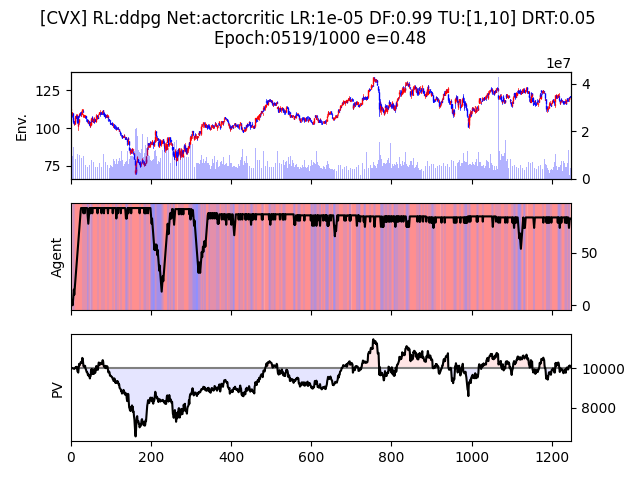 [CVX] RL:ddpg Net:actorcritic LR:1e-05 DF:0.99 TU:[1,10] DRT:0.05
Epoch:0519/1000 e=0.48
1e7
Env.
125
100
75
4
2
0
Agent
50
0
PV
10000
8000
0
200
400
600
800
1000
1200